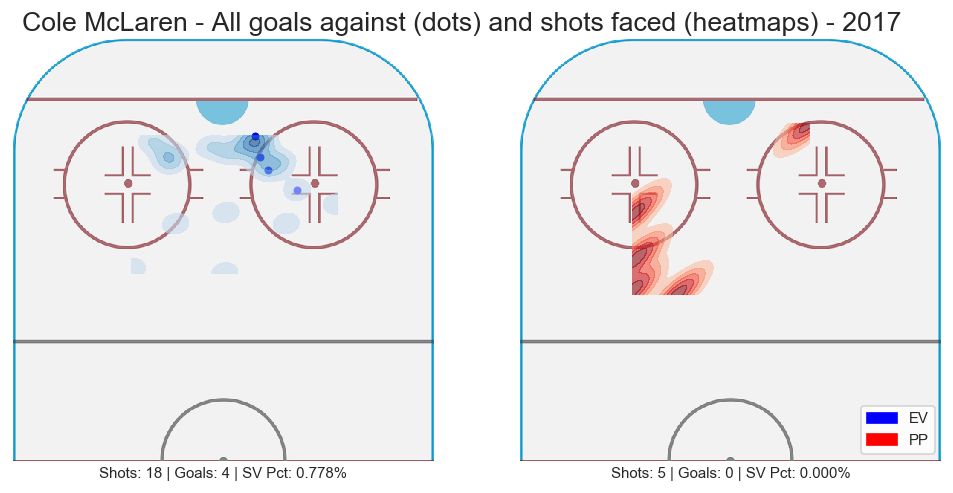 Cole McLaren - All goals against (dots) and shots faced (heatmaps) - 2017
EV
PP
Shots: 18 | Goals: 4 | SV Pct: 0.778%
Shots: 5 | Goals: 0 | SV Pct: 0.000%